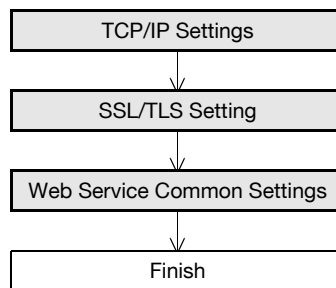 TCP/IP Settings
SSL/TLS Setting
Web Service Common Settings
Finish